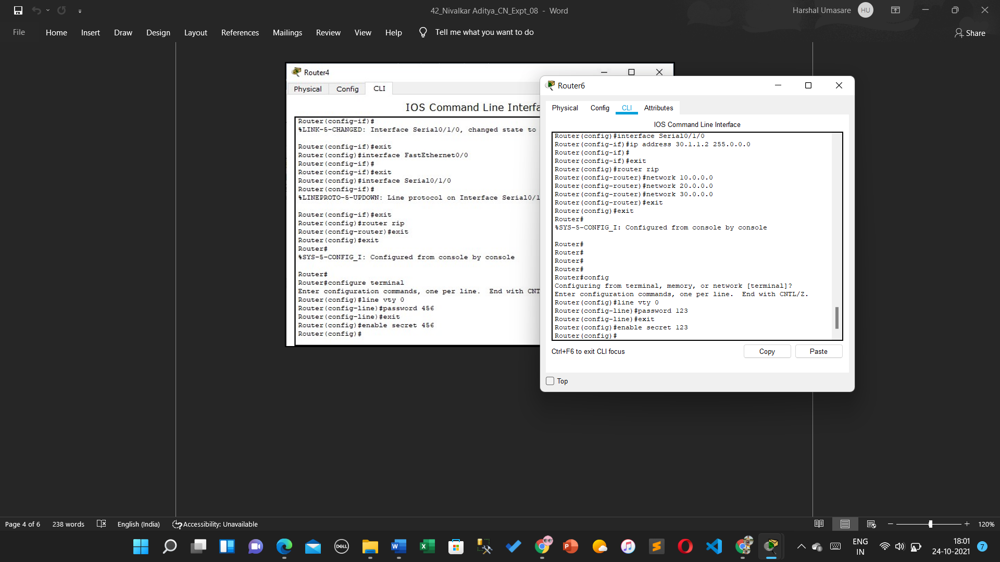 42_Nivalkar Aditya_CN_Expt_08 - Word
Harshal Umasare HU
File Home Insert Draw Design Layout References Mailings Review View Help Tell me what you want to do Share
Router4
Physical Config CLI
IOS Command Line Interfa
Router(config-if)#
%LINK-5-CHANGED: Interface Serial0/1/0, changed state to
Router(config-if)#exit
Router(config)#interface FastEthernet0/0
Router(config-if)#
Router(config-if)#exit
Router(config)#interface Serial0/1/0
Router(config-if)#
%LINEPROTO-5-UPDOWN: Line protocol on Interface Serial0/1
Router(config-if)#exit
Router(config)#router rip
Router(config-router)#exit
Router(config)#exit
Router#
%SYS-5-CONFIG_I: Configured from console by console
Router#
Router#configure terminal
Enter configuration commands, one per line. End with CNT
Router(config)#line vty 0
Router(config-line)#password 456
Router(config-line)#exit
Router(config)#enable secret 456
Router(config)#
Router6
Physical Config CLI Attributes
IOS Command Line Interface
Router(config)#interface Serial0/1/0
Router(config-if)#ip address 30.1.1.2 255.0.0.0
Router(config-if)#
Router(config-if)#exit
Router(config)#router rip
Router(config-router)#network 10.0.0.0
Router(config-router)#network 20.0.0.0
Router(config-router)#network 30.0.0.0
Router(config-router)#exit
Router(config)#exit
Router#
%SYS-5-CONFIG_I: Configured from console by console
Router#
Router#
Router#
Router#
Router#config
Configuring from terminal, memory, or network [terminal]?
Enter configuration commands, one per line. End with CNTL/Z.
Router(config)#line vty 0
Router(config-line)#password 123
Router(config-line)#exit
Router(config)#enable secret 123
Router(config)#
Ctrl+F6 to exit CLI focus Copy Paste
Top
Page 4 of 6 238 words English (India) Accessibility: Unavailable 120%
DELL
ENG
IN
18:01
24-10-2021
7